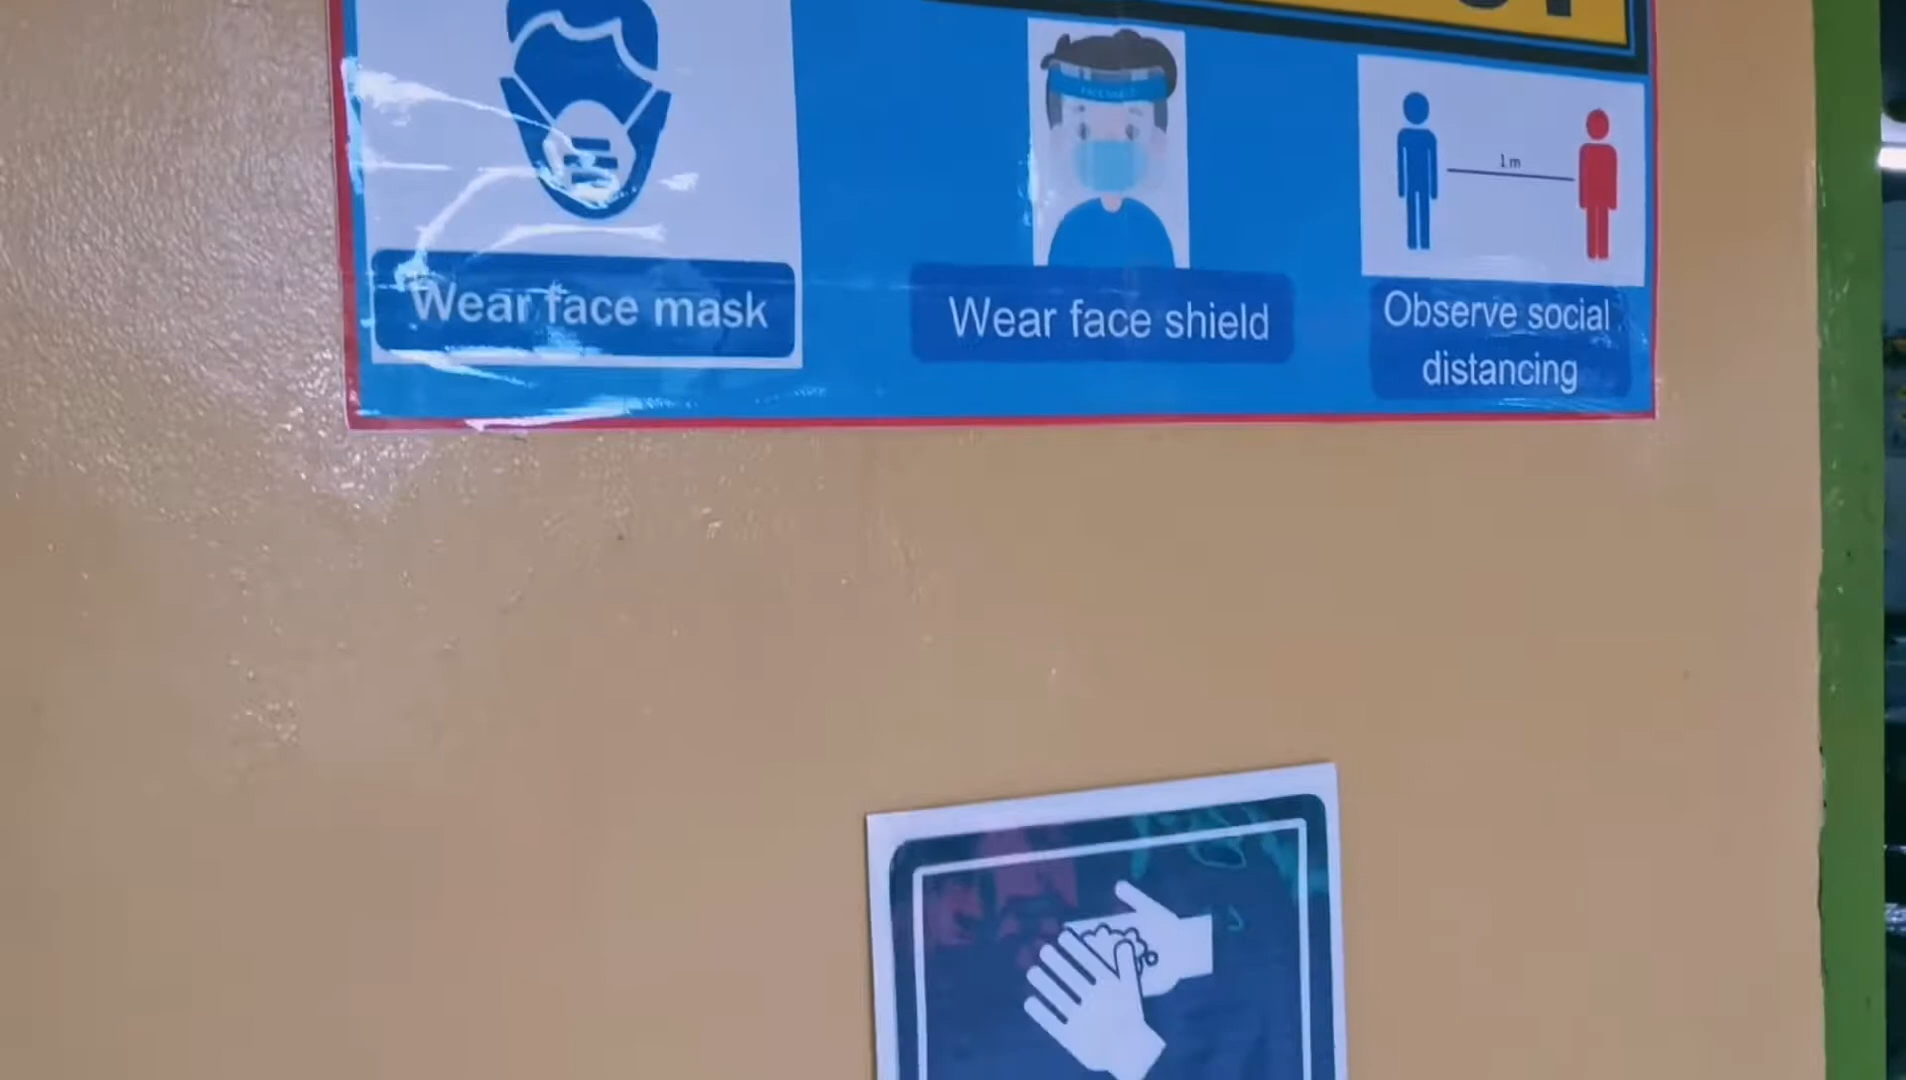 1 m
Wear face mask
Wear face shield
Observe social
distancing